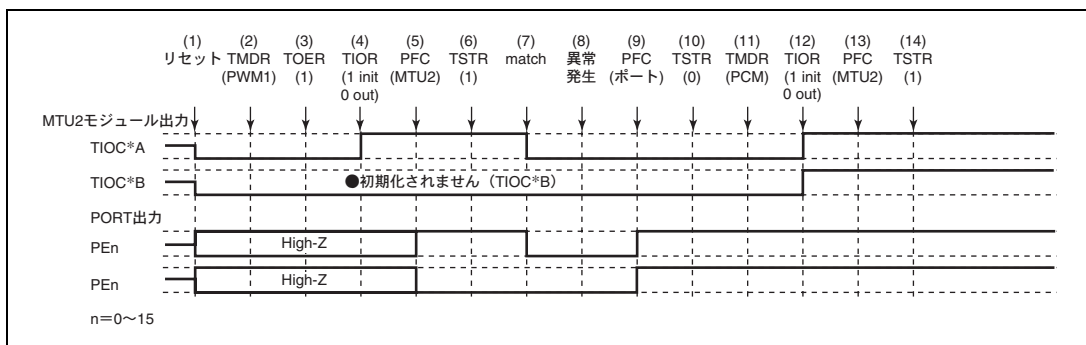 (1) (2) (3) (4) (5) (6) (7) (8) (9) (10) (11) (12) (13) (14)
リセット TMDR TOER TIOR PFC TSTR match 異常 PFC TSTR TMDR TIOR PFC TSTR
(PWM1) (1) (1 init (MTU2) (1) 発生 (ポート) (0) (PCM) (1 init (MTU2) (1)
0 out) 0 out)
MTU2モジュール出力
TIOC*A
TIOC*B ●初期化されません（TIOC*B）
PORT出力
PEn High-Z
PEn High-Z
n＝0〜15